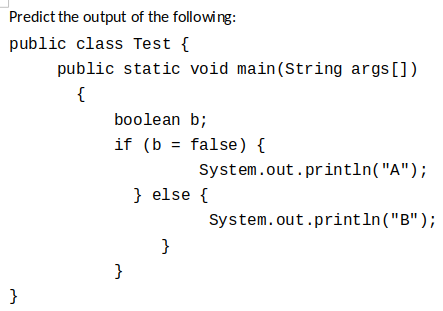 Predict the output of the following:
public class Test {
public static void main(String args[])
{
boolean b;
if (b = false) {
System.out.println("A");
} else {
System.out.println("B");
}
}
}